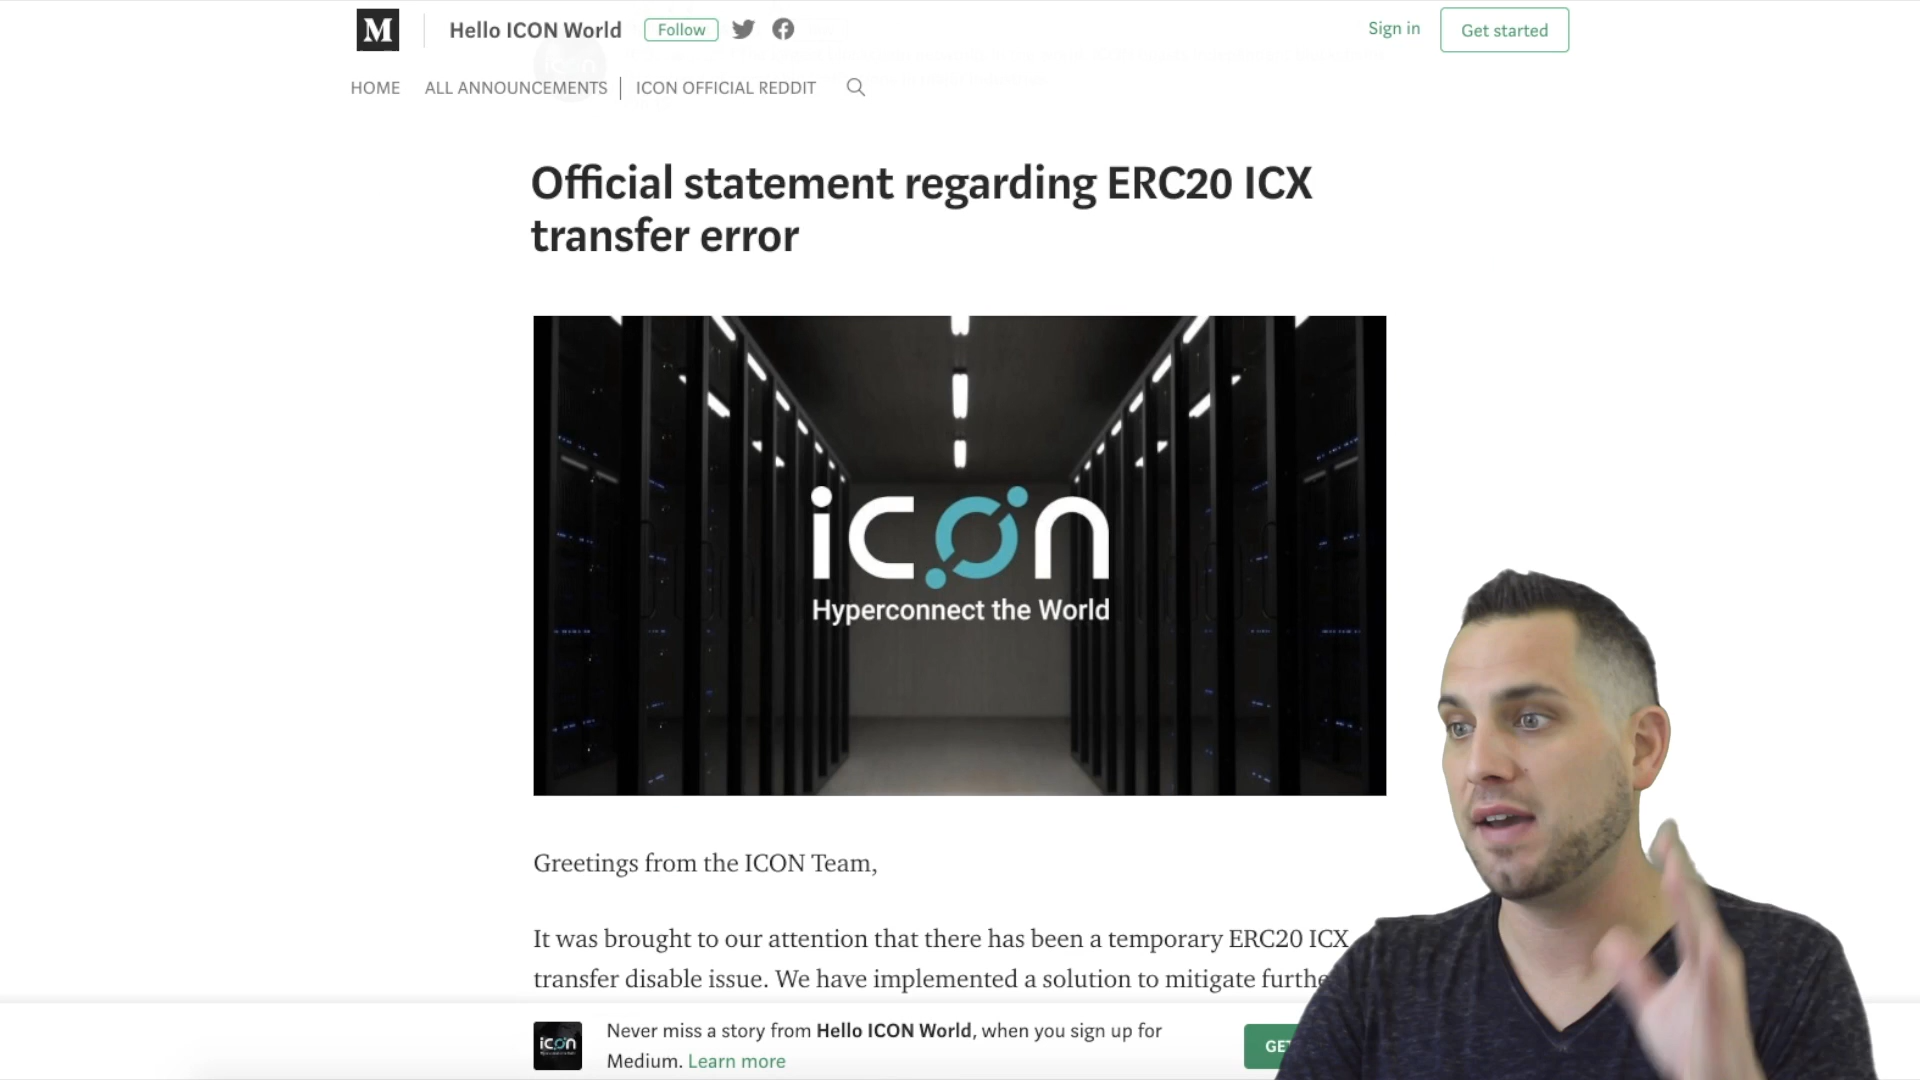 M
Hello ICON World
Follow
Sign in
Get started
HOME
ALL ANNOUNCEMENTS
ICON OFFICIAL REDDIT
Official statement regarding ERC20 ICX
transfer error
icon
Hyperconnect the World
Greetings from the ICON Team,
It was brought to our attention that there has been a temporary ERC20 ICX
transfer disable issue. We have implemented a solution to mitigate
icon
Never miss a story from Hello ICON World, when you sign up for
Medium. Learn more